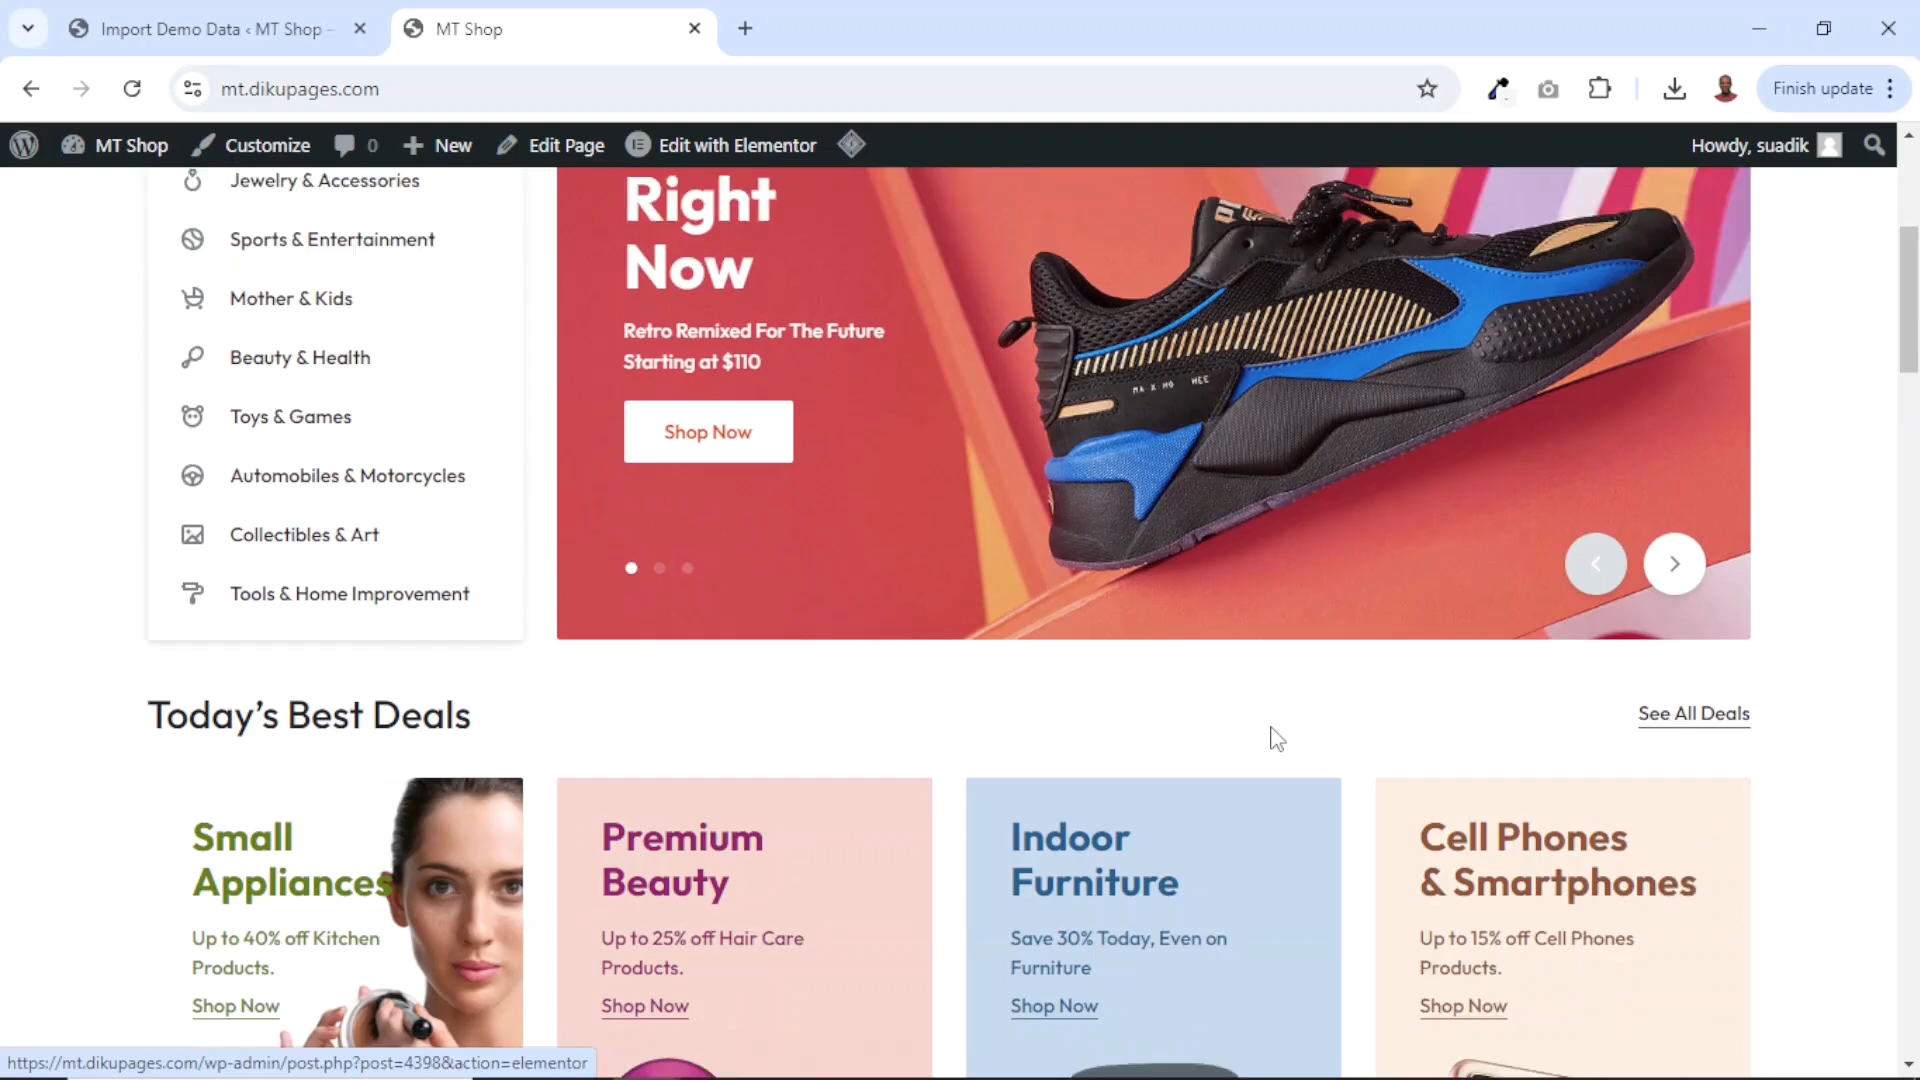 Import Demo Data ‹ MT Shop –
MT Shop
mt.dikupages.com
Finish update
MT Shop
Customize
0
New
Edit Page
Edit with Elementor
Howdy, suadik
Jewelry & Accessories
Sports & Entertainment
Mother & Kids
Beauty & Health
Toys & Games
Automobiles & Motorcycles
Collectibles & Art
Tools & Home Improvement
Right
Now
Retro Remixed For The Future
Starting at $110
Shop Now
Today’s Best Deals
See All Deals
Small
Appliances
Up to 40% off Kitchen
Products.
Shop Now
Premium
Beauty
Up to 25% off Hair Care
Products.
Shop Now
Indoor
Furniture
Save 30% Today, Even on
Furniture
Shop Now
Cell Phones
& Smartphones
Up to 15% off Cell Phones
Products.
Shop Now
https://mt.dikupages.com/wp-admin/post.php?post=4398&action=elementor